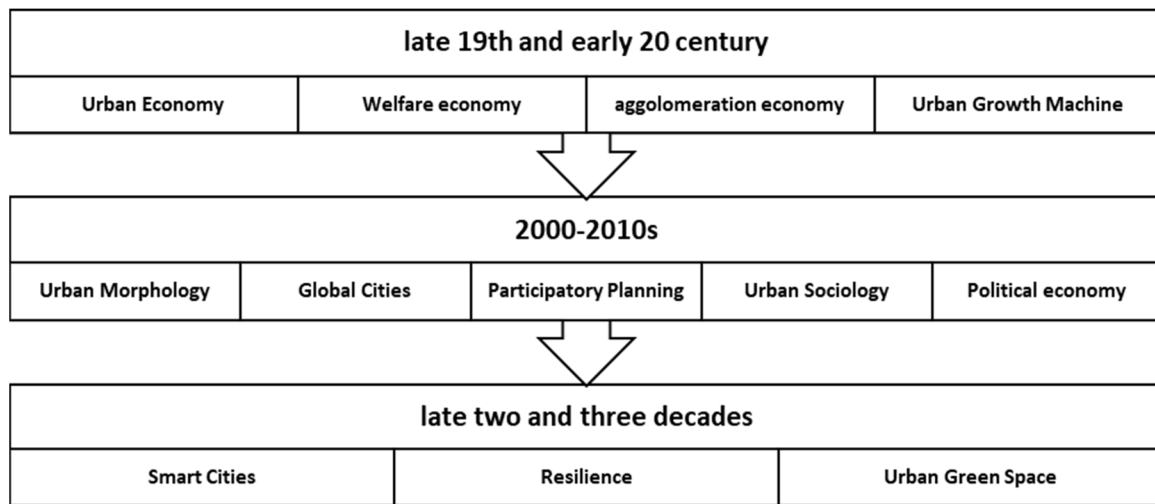 late 19th and early 20 century
Urban Economy
Welfare economy
aggolomeration economy
Urban Growth Machine
2000-2010s
Urban Morphology
Global Cities
Participatory Planning
Urban Sociology
Political economy
late two and three decades
Smart Cities
Resilience
Urban Green Space